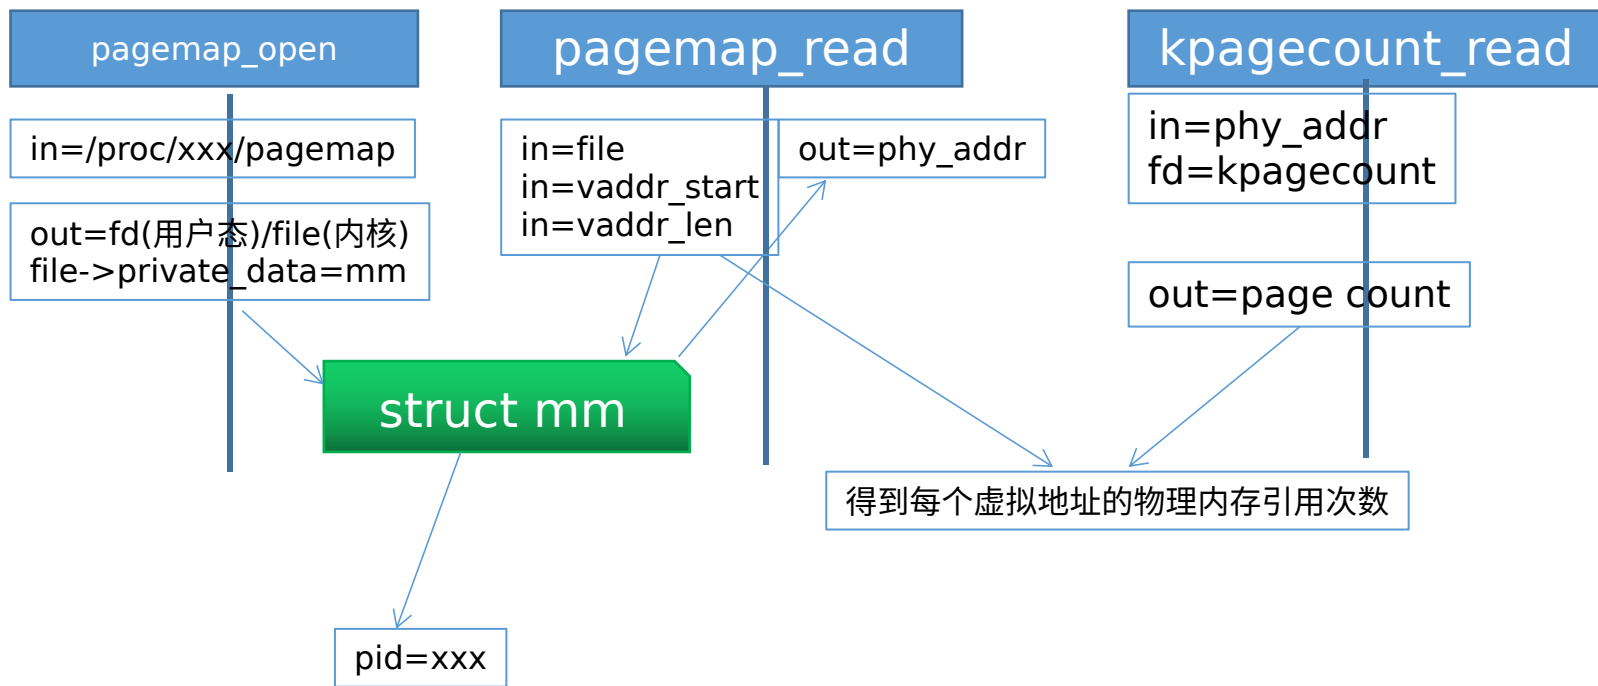 pagemap_open
pagemap_read
kpagecount_read
in=/proc/xxx/pagemap
out=fd(用户态)/file(内核)
file->private_data=mm
in=file
in=vaddr_start
in=vaddr_len
out=phy_addr
in=phy_addr
fd=kpagecount
out=page count
struct mm
得到每个虚拟地址的物理内存引用次数
pid=xxx